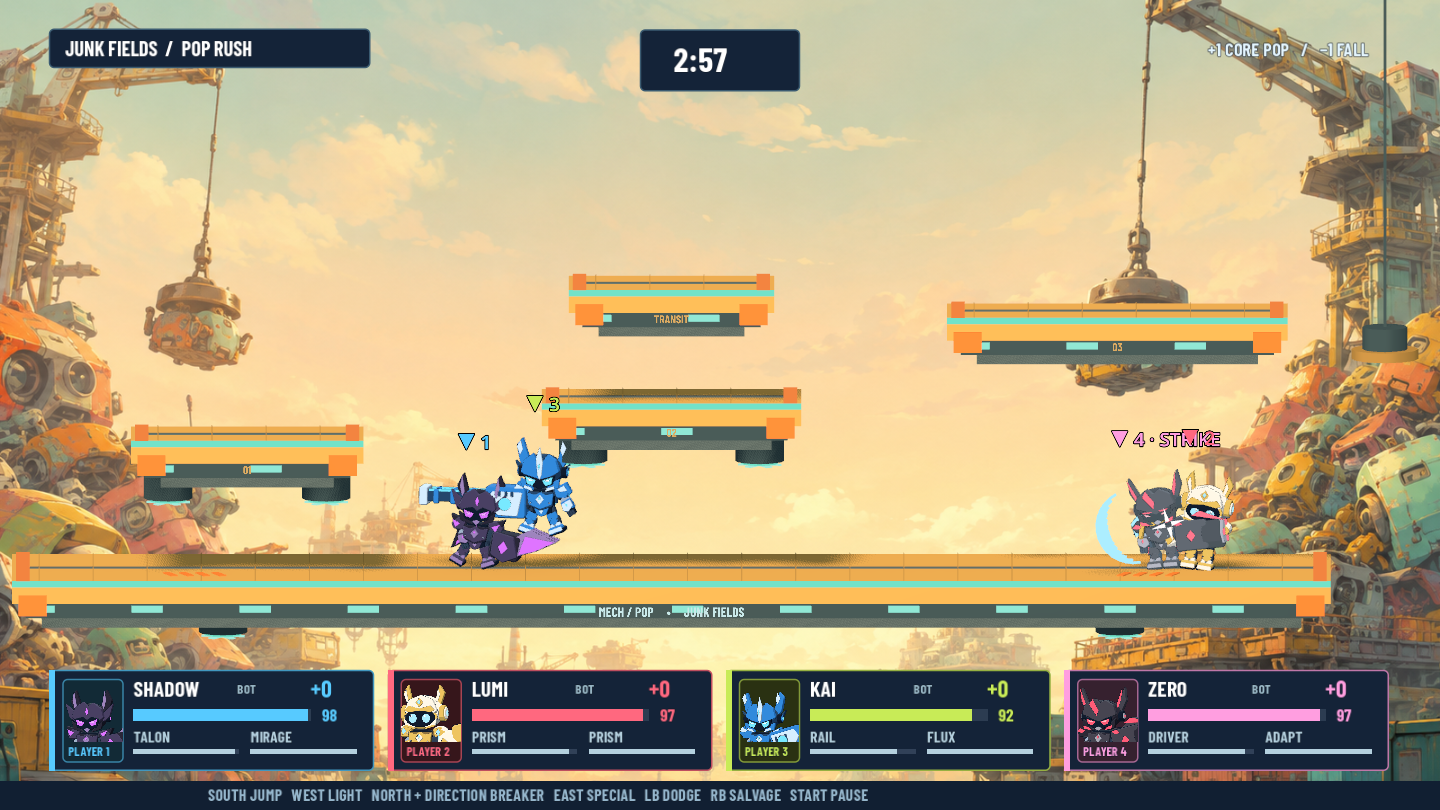 JUNK FIELDS / POP RUSH
2:57
+1 CORE POP / -1 FALL
TRANSIT
03
3
1
4 · STRIKE
01
MECH / POP • JUNK FIELDS
SHADOW BOT +0
98
TALON MIRAGE
PLAYER 1
LUMI BOT +0
97
PRISM PRISM
PLAYER 2
KAI BOT +0
92
RAIL FLUX
PLAYER 3
ZERO BOT +0
97
DRIVER ADAPT
PLAYER 4
SOUTH JUMP WEST LIGHT NORTH + DIRECTION BREAKER EAST SPECIAL LB DODGE RB SALVAGE START PAUSE